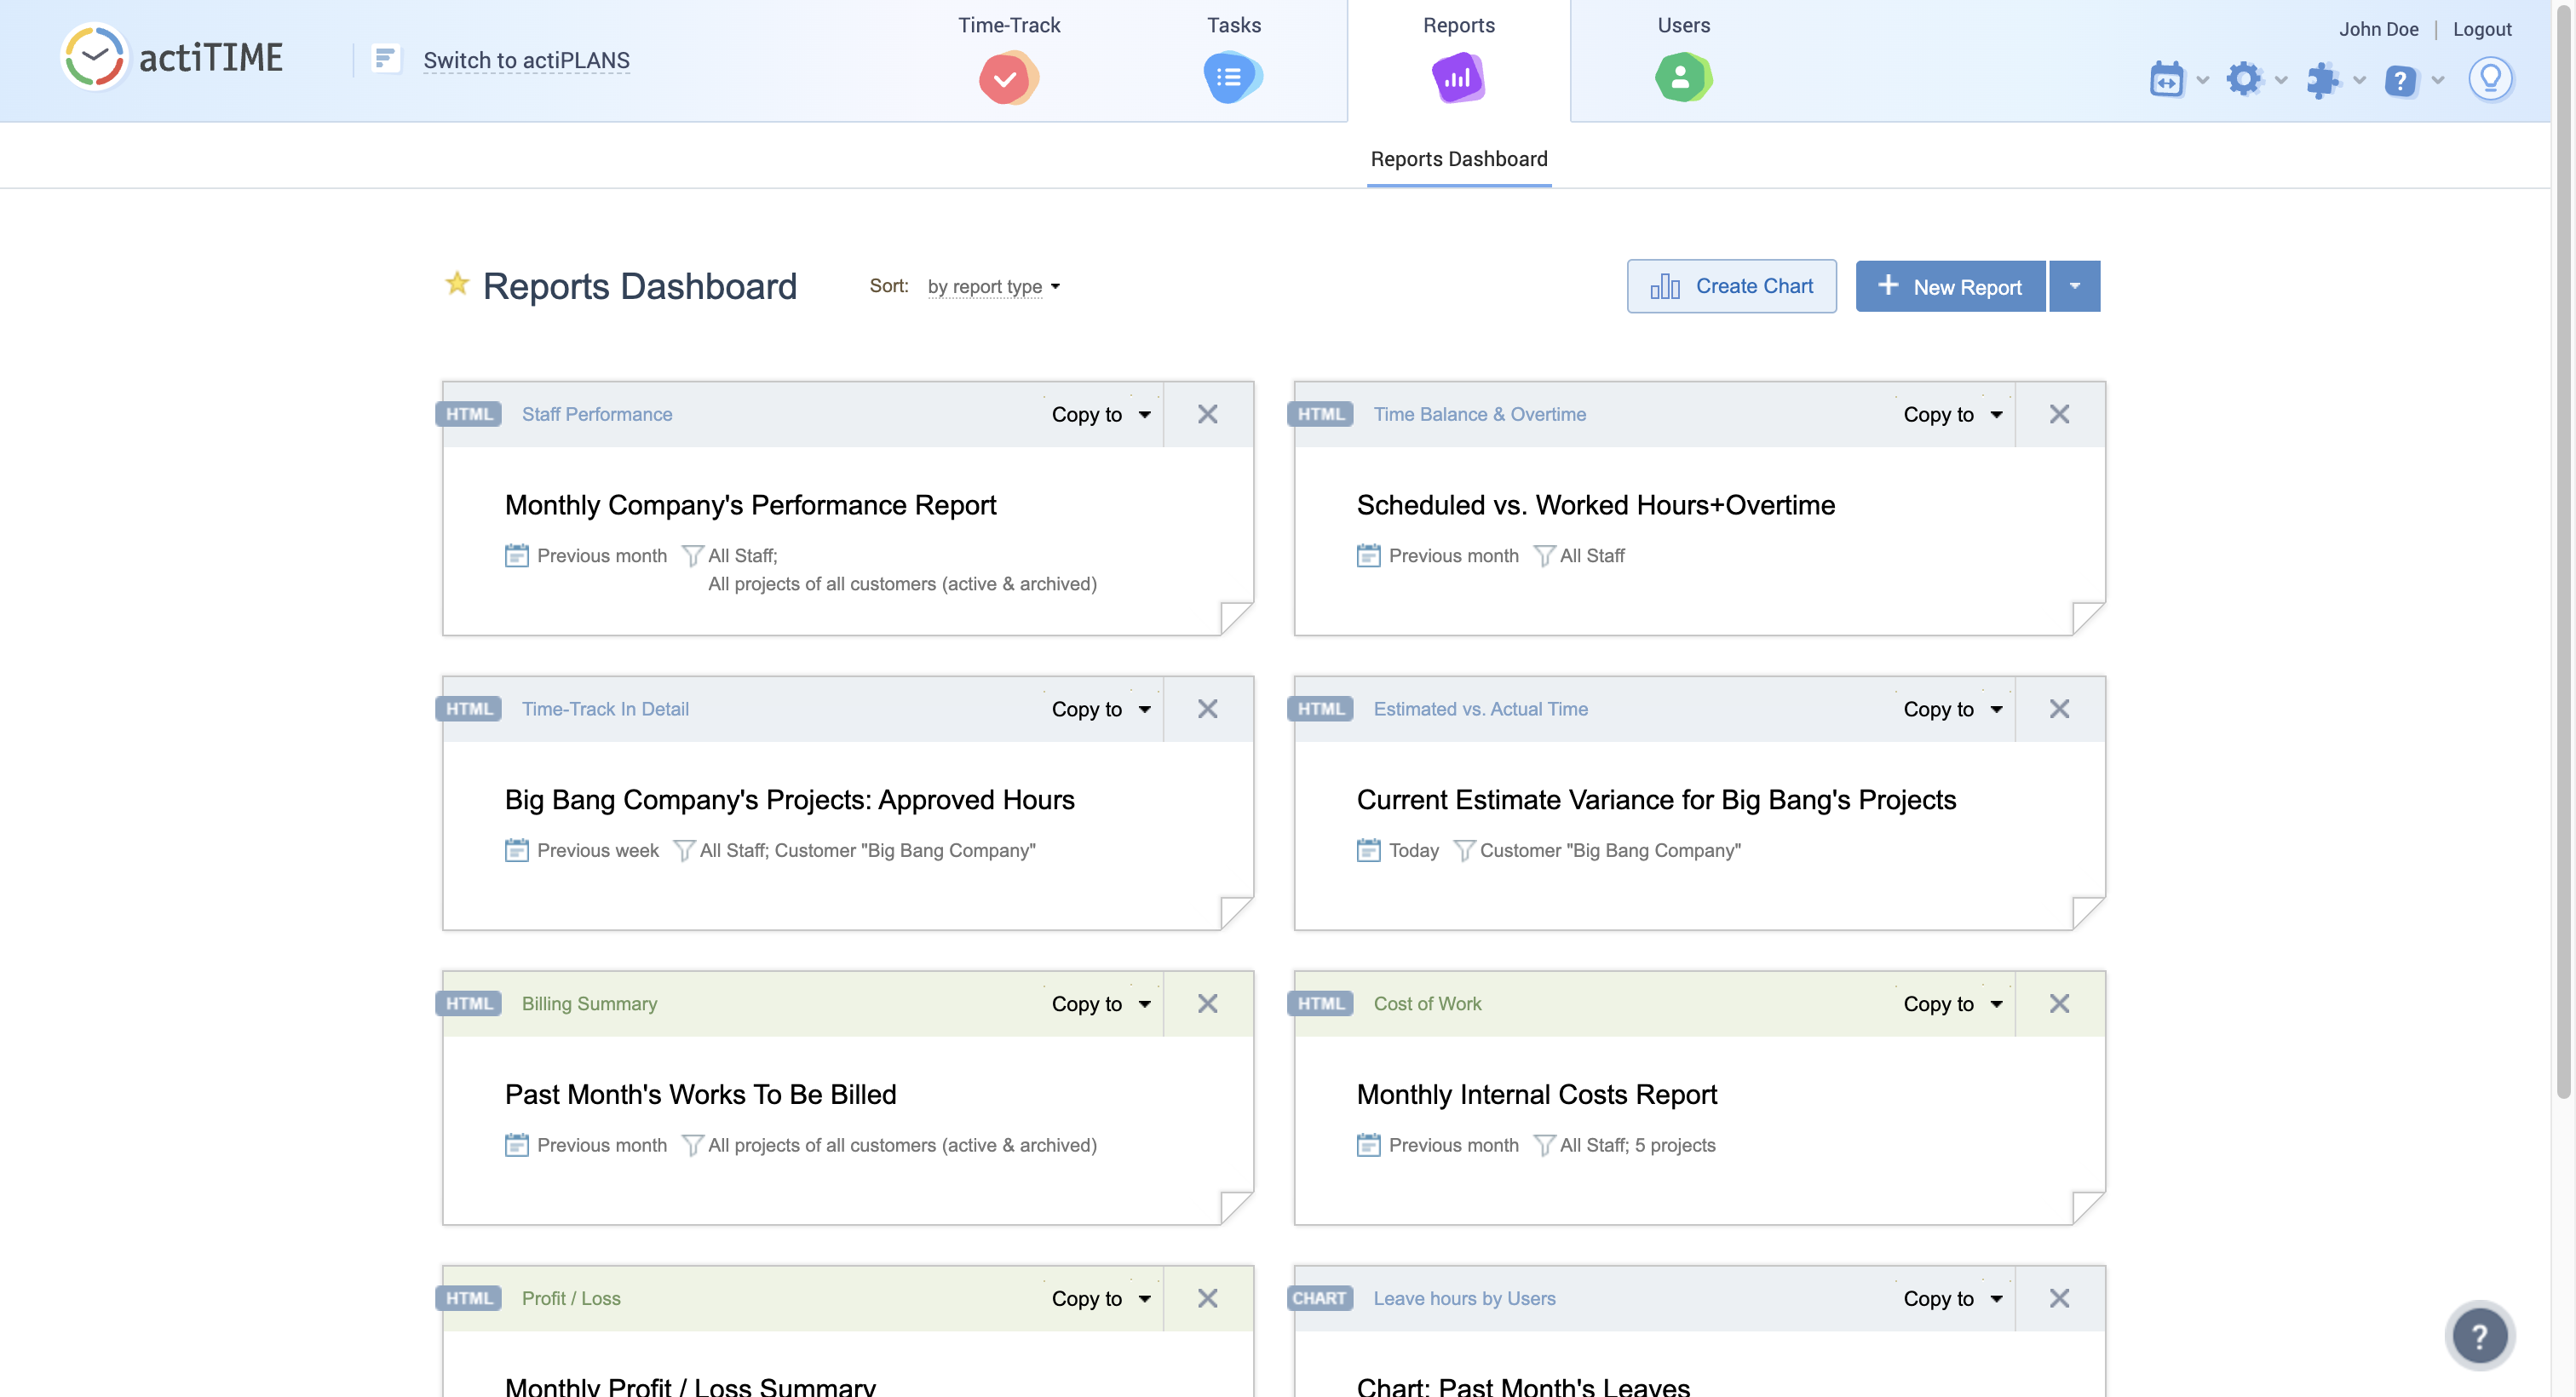 actiTIME
Switch to actiPLANS
Time-Track
Tasks
Reports
Users
John Doe | Logout
Reports Dashboard
Reports Dashboard
Sort: by report type
Create Chart
+ New Report
HTML Staff Performance Copy to
Monthly Company's Performance Report
Previous month All Staff;
All projects of all customers (active & archived)
HTML Time Balance & Overtime Copy to
Scheduled vs. Worked Hours+Overtime
Previous month All Staff
HTML Time-Track In Detail Copy to
Big Bang Company's Projects: Approved Hours
Previous week All Staff; Customer "Big Bang Company"
HTML Estimated vs. Actual Time Copy to
Current Estimate Variance for Big Bang's Projects
Today Customer "Big Bang Company"
HTML Billing Summary Copy to
Past Month's Works To Be Billed
Previous month All projects of all customers (active & archived)
HTML Cost of Work Copy to
Monthly Internal Costs Report
Previous month All Staff; 5 projects
HTML Profit / Loss Copy to
Monthly Profit / Loss Summary
CHART Leave hours by Users Copy to
Chart: Past Month's Leaves
?